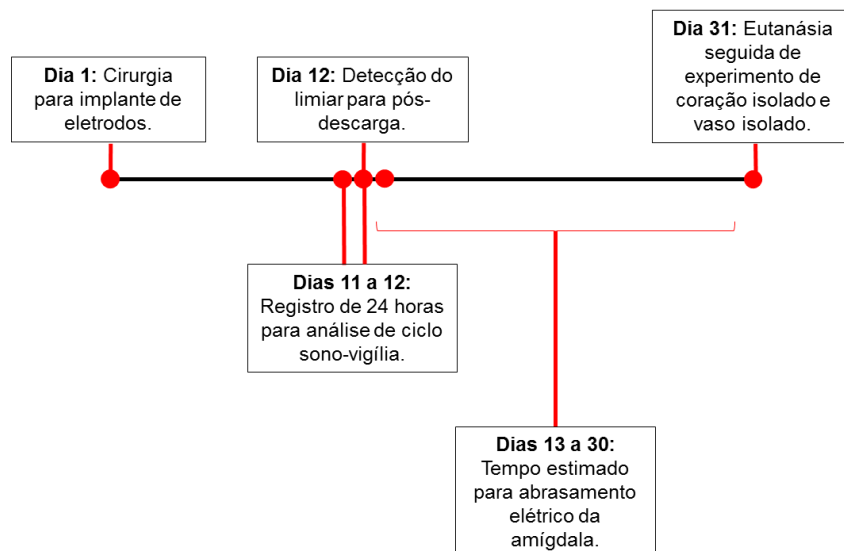 Dia 1: Cirurgia
para implante de
eletrodos.
Dia 12: Detecção do
limiar para pós-
descarga.
Dia 31: Eutanásia
seguida de
experimento de
coração isolado e
vaso isolado.
Dias 11 a 12:
Registro de 24 horas
para análise de ciclo
sono-vigília.
Dias 13 a 30:
Tempo estimado
para abrasamento
elétrico da
amígdala.